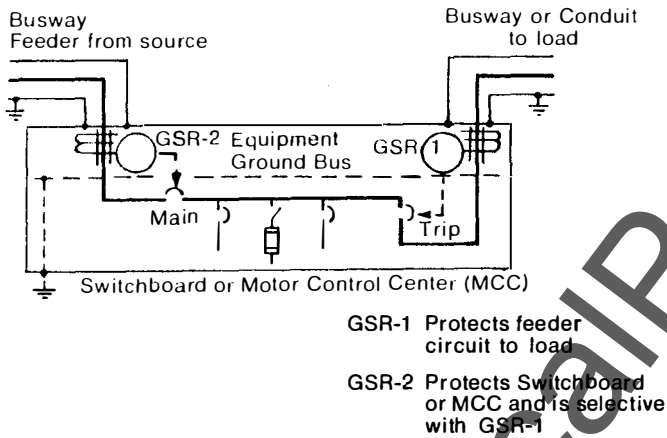 Busway
Feeder from source
Busway or Conduit
to load
GSR-2 Equipment
Ground Bus
GSR 1
Main
Trip
Switchboard or Motor Control Center (MCC)
GSR-1 Protects feeder
circuit to load
GSR-2 Protects Switchboard
or MCC and is selective
with GSR-1